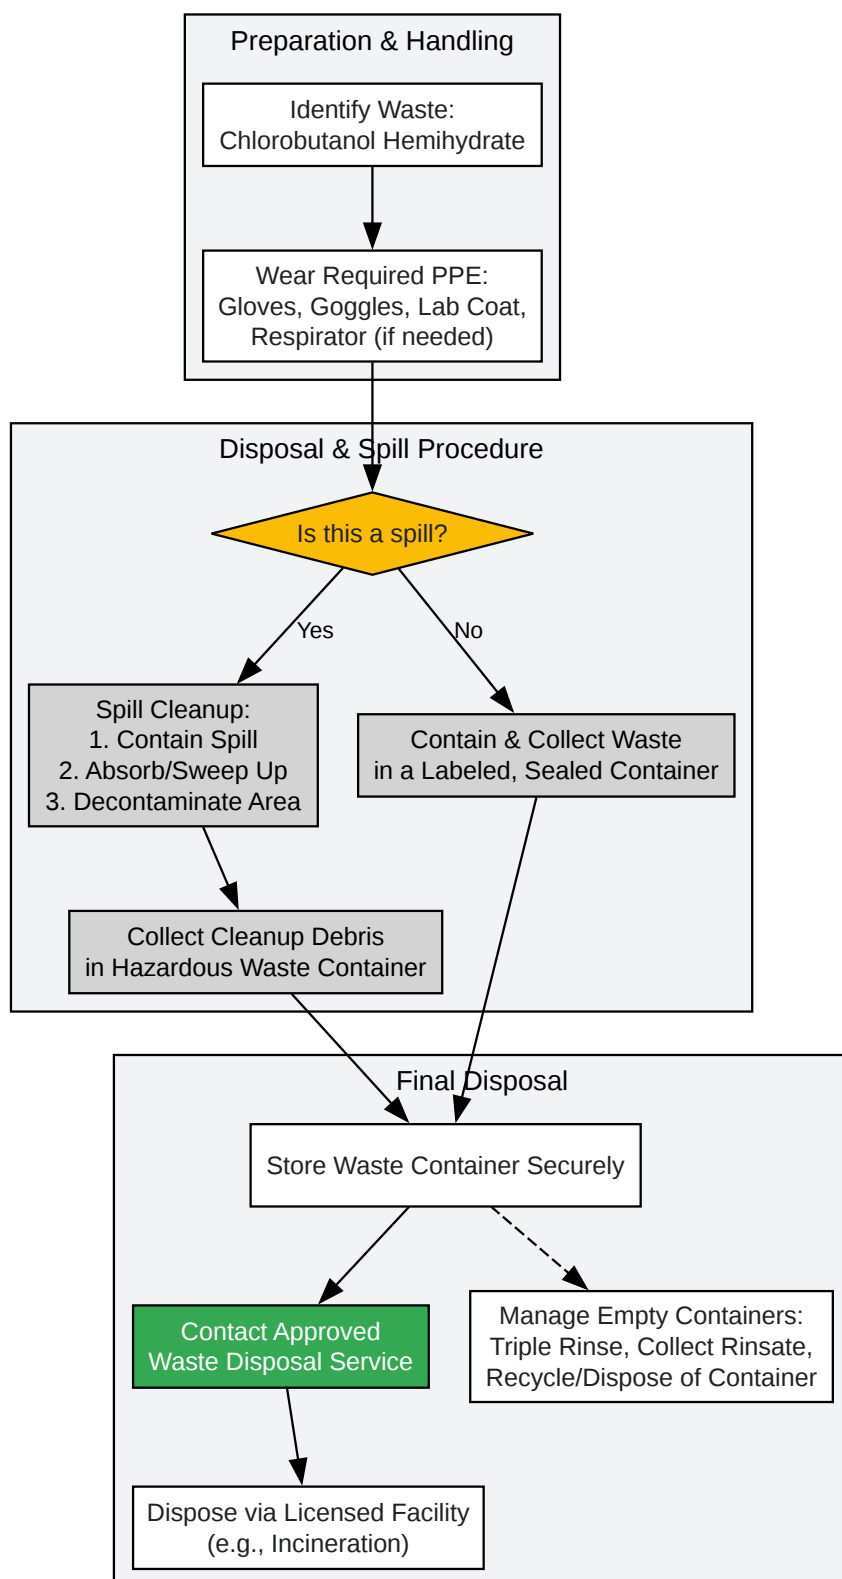 Preparation & Handling
Identify Waste:
Chlorobutanol Hemihydrate
Wear Required PPE:
Gloves, Goggles, Lab Coat,
Respirator (if needed)
Disposal & Spill Procedure
Is this a spill?
Yes
No
Spill Cleanup:
1. Contain Spill
2. Absorb/Sweep Up
3. Decontaminate Area
Contain & Collect Waste
in a Labeled, Sealed Container
Collect Cleanup Debris
in Hazardous Waste Container
Final Disposal
Store Waste Container Securely
Contact Approved
Waste Disposal Service
Manage Empty Containers:
Triple Rinse, Collect Rinsate,
Recycle/Dispose of Container
Dispose via Licensed Facility
(e.g., Incineration)